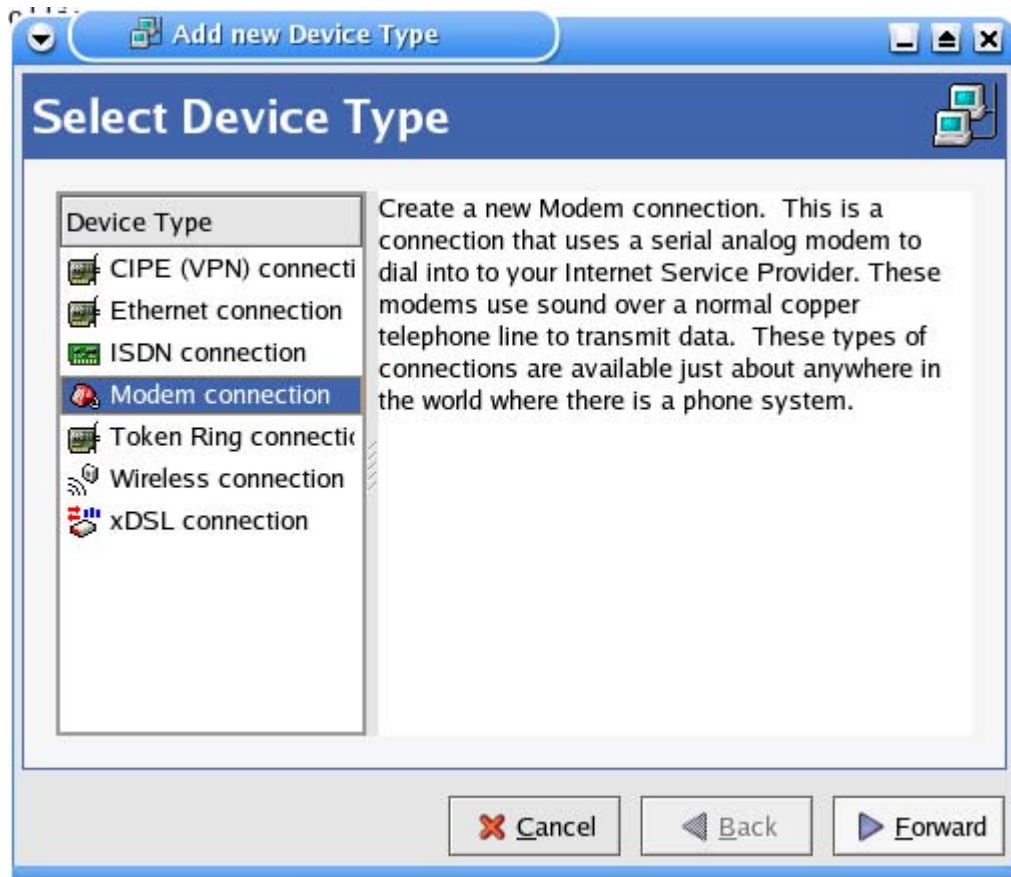 Add new Device Type
Select Device Type
Device Type
CIPE (VPN) connecti
Ethernet connection
ISDN connection
Modem connection
Token Ring connectic
Wireless connection
xDSL connection
Create a new Modem connection.  This is a
connection that uses a serial analog modem to
dial into to your Internet Service Provider. These
modems use sound over a normal copper
telephone line to transmit data.  These types of
connections are available just about anywhere in
the world where there is a phone system.
Cancel
Back
Forward